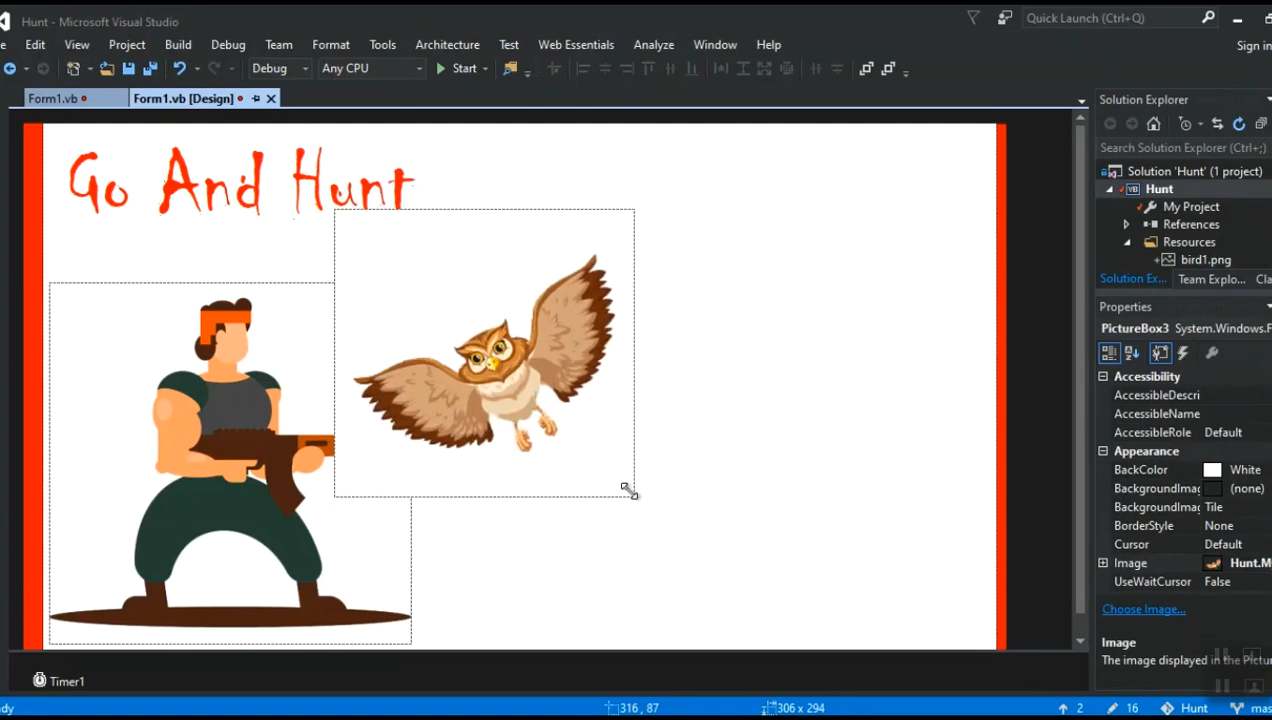 Hunt - Microsoft Visual Studio
Quick Launch (Ctrl+Q)
e Edit View Project Build Debug Team Format Tools Architecture Test Web Essentials Analyze Window Help
Sign in
Debug Any CPU Start
Form1.vb Form1.vb [Design]
Go And Hunt
Timer1
Solution Explorer
Search Solution Explorer (Ctrl+;)
Solution 'Hunt' (1 project)
VB Hunt
My Project
References
Resources
bird1.png
Solution Ex... Team Explo... Cla
Properties
PictureBox3 System.Windows.F
Accessibility
AccessibleDescri
AccessibleName
AccessibleRole Default
Appearance
BackColor White
BackgroundImag (none)
BackgroundImag Tile
BorderStyle None
Cursor Default
Image Hunt.M
UseWaitCursor False
Choose Image...
Image
The image displayed in the Pictur
dy 316 , 87 306 x 294 2 16 Hunt mas